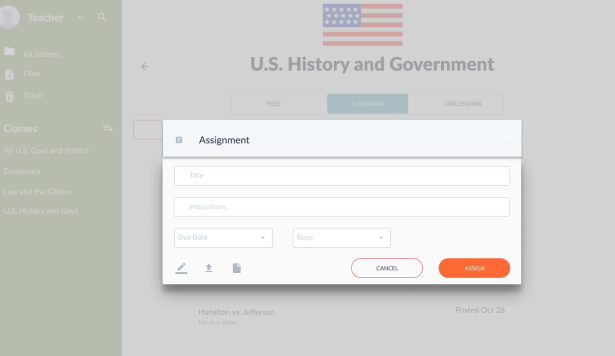 Teacher
All folders
Files
Trash
Classes
AP U.S. Govt and Politics
Economics
Law and the Citizen
U.S. History and Govt.
U.S. History and Government
FEED
CLASSWORK
DISCUSSIONS
Assignment
Title
Instructions
Due Date
Topic
CANCEL
ASSIGN
Hamilton vs. Jefferson
No due date
Posted Oct 26